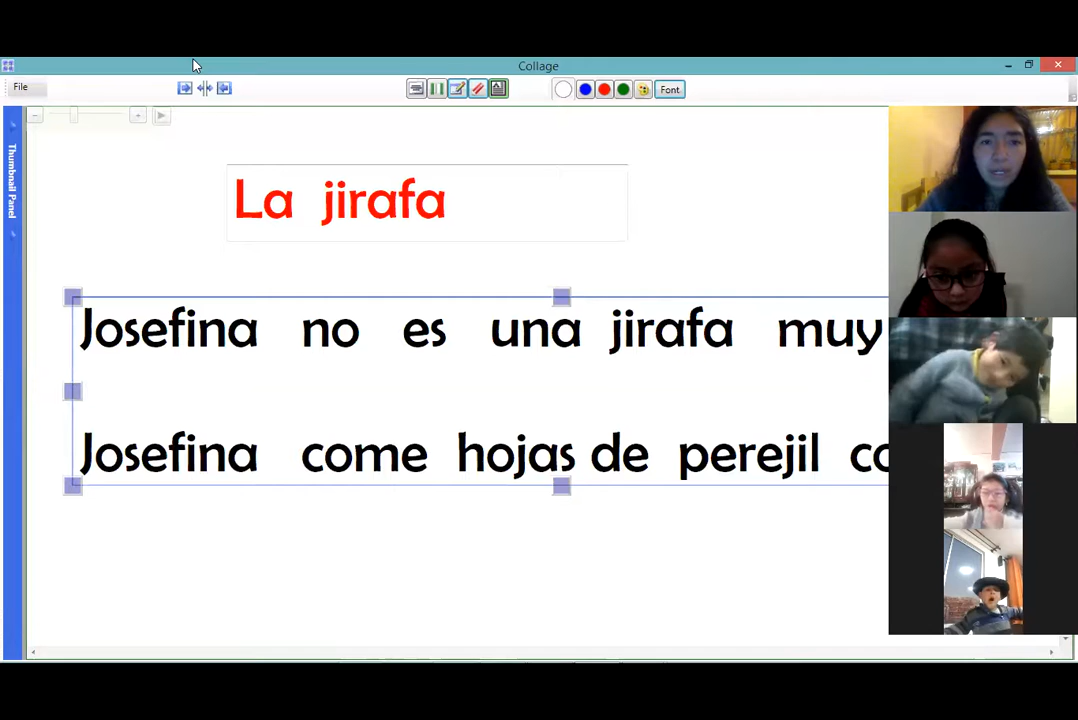 Collage
File
Font
Thumbnail Panel
La jirafa
Josefina no es una jirafa muy
Josefina come hojas de perejil